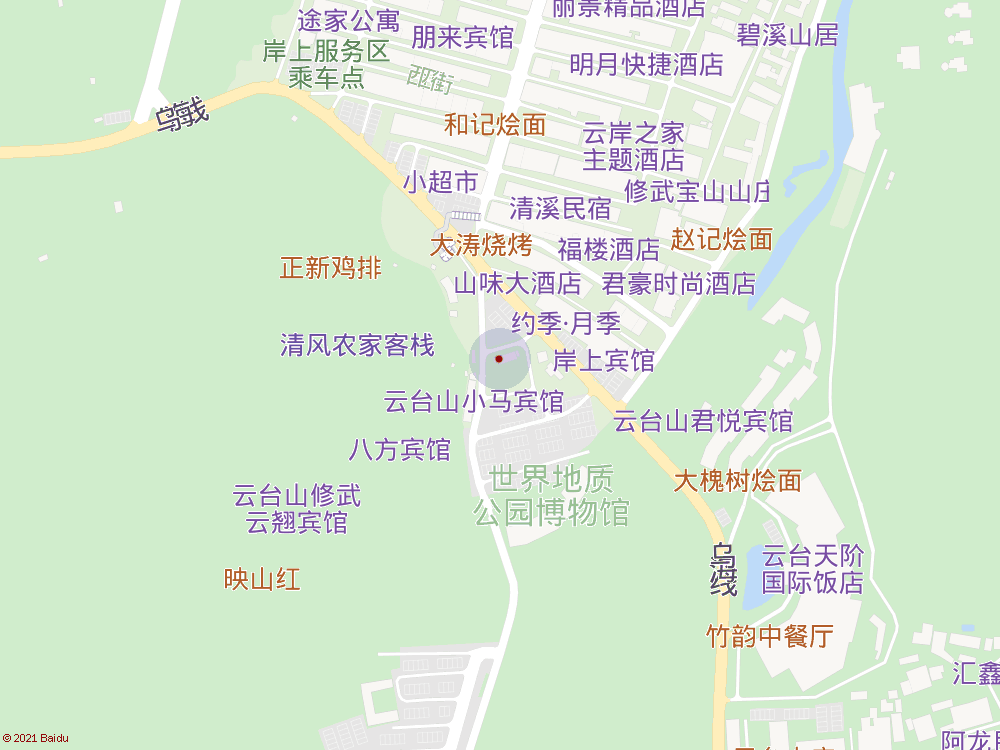 丽景精品酒店
途家公寓
朋来宾馆
碧溪山居
岸上服务区
乘车点
明月快捷酒店
西街
乌海线
和记烩面
云岸之家
主题酒店
小超市
修武宝山山庄
清溪民宿
大涛烧烤
福楼酒店
赵记烩面
正新鸡排
山味大酒店
君豪时尚酒店
约季·月季
清风农家客栈
岸上宾馆
云台山小马宾馆
云台山君悦宾馆
八方宾馆
世界地质
公园博物馆
大槐树烩面
云台山修武
云翘宾馆
乌海线
云台天阶
国际饭店
映山红
竹韵中餐厅
汇鑫
© 2021 Baidu